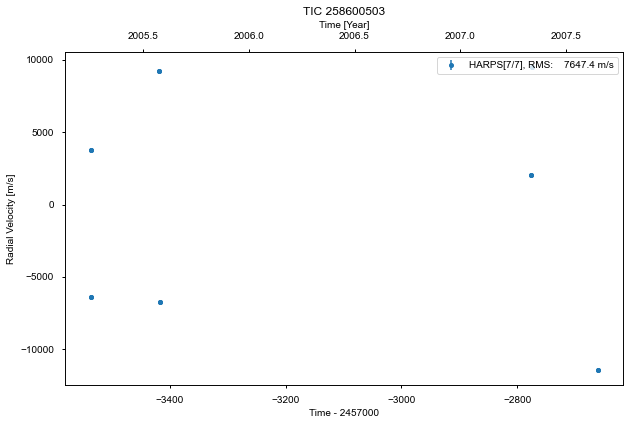 TIC 258600503
Time [Year]
2005.5 2006.0 2006.5 2007.0 2007.5
HARPS[7/7], RMS: 7647.4 m/s
10000
5000
0
−5000
−10000
Radial Velocity [m/s]
−3400 −3200 −3000 −2800
Time - 2457000